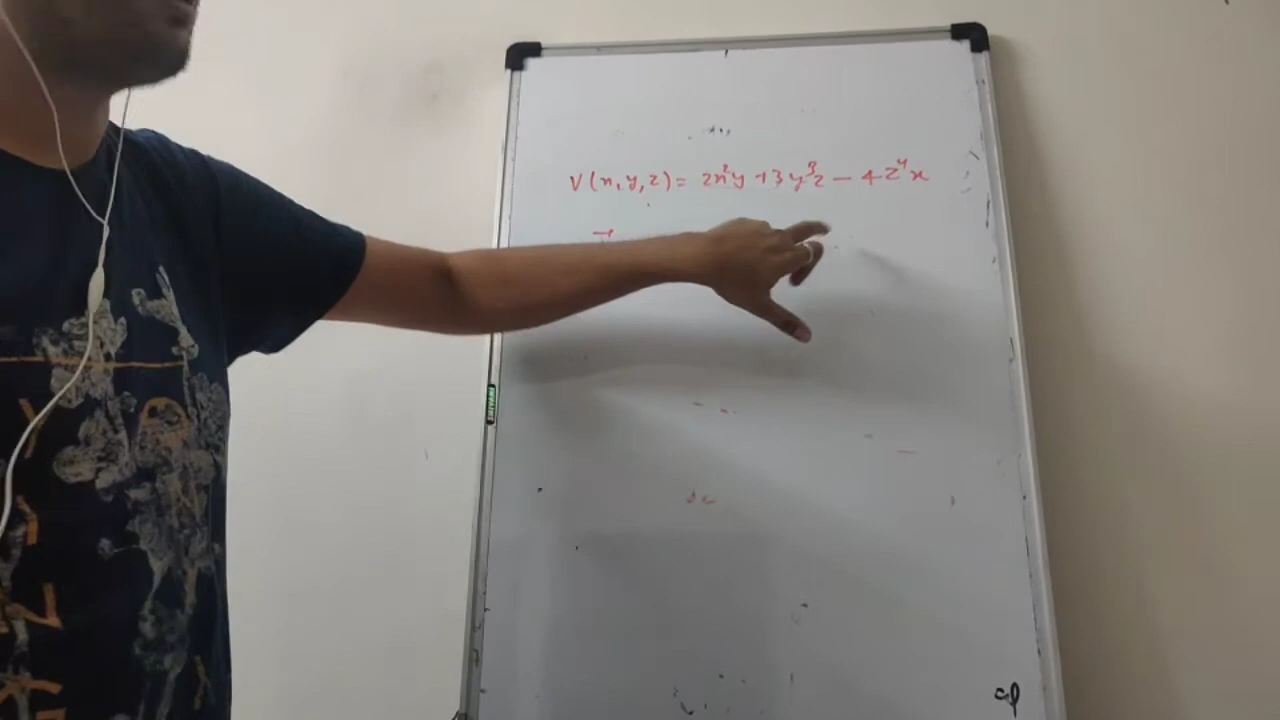 V(x,y,z) = 2x²y + 3y³z - 4z⁴x